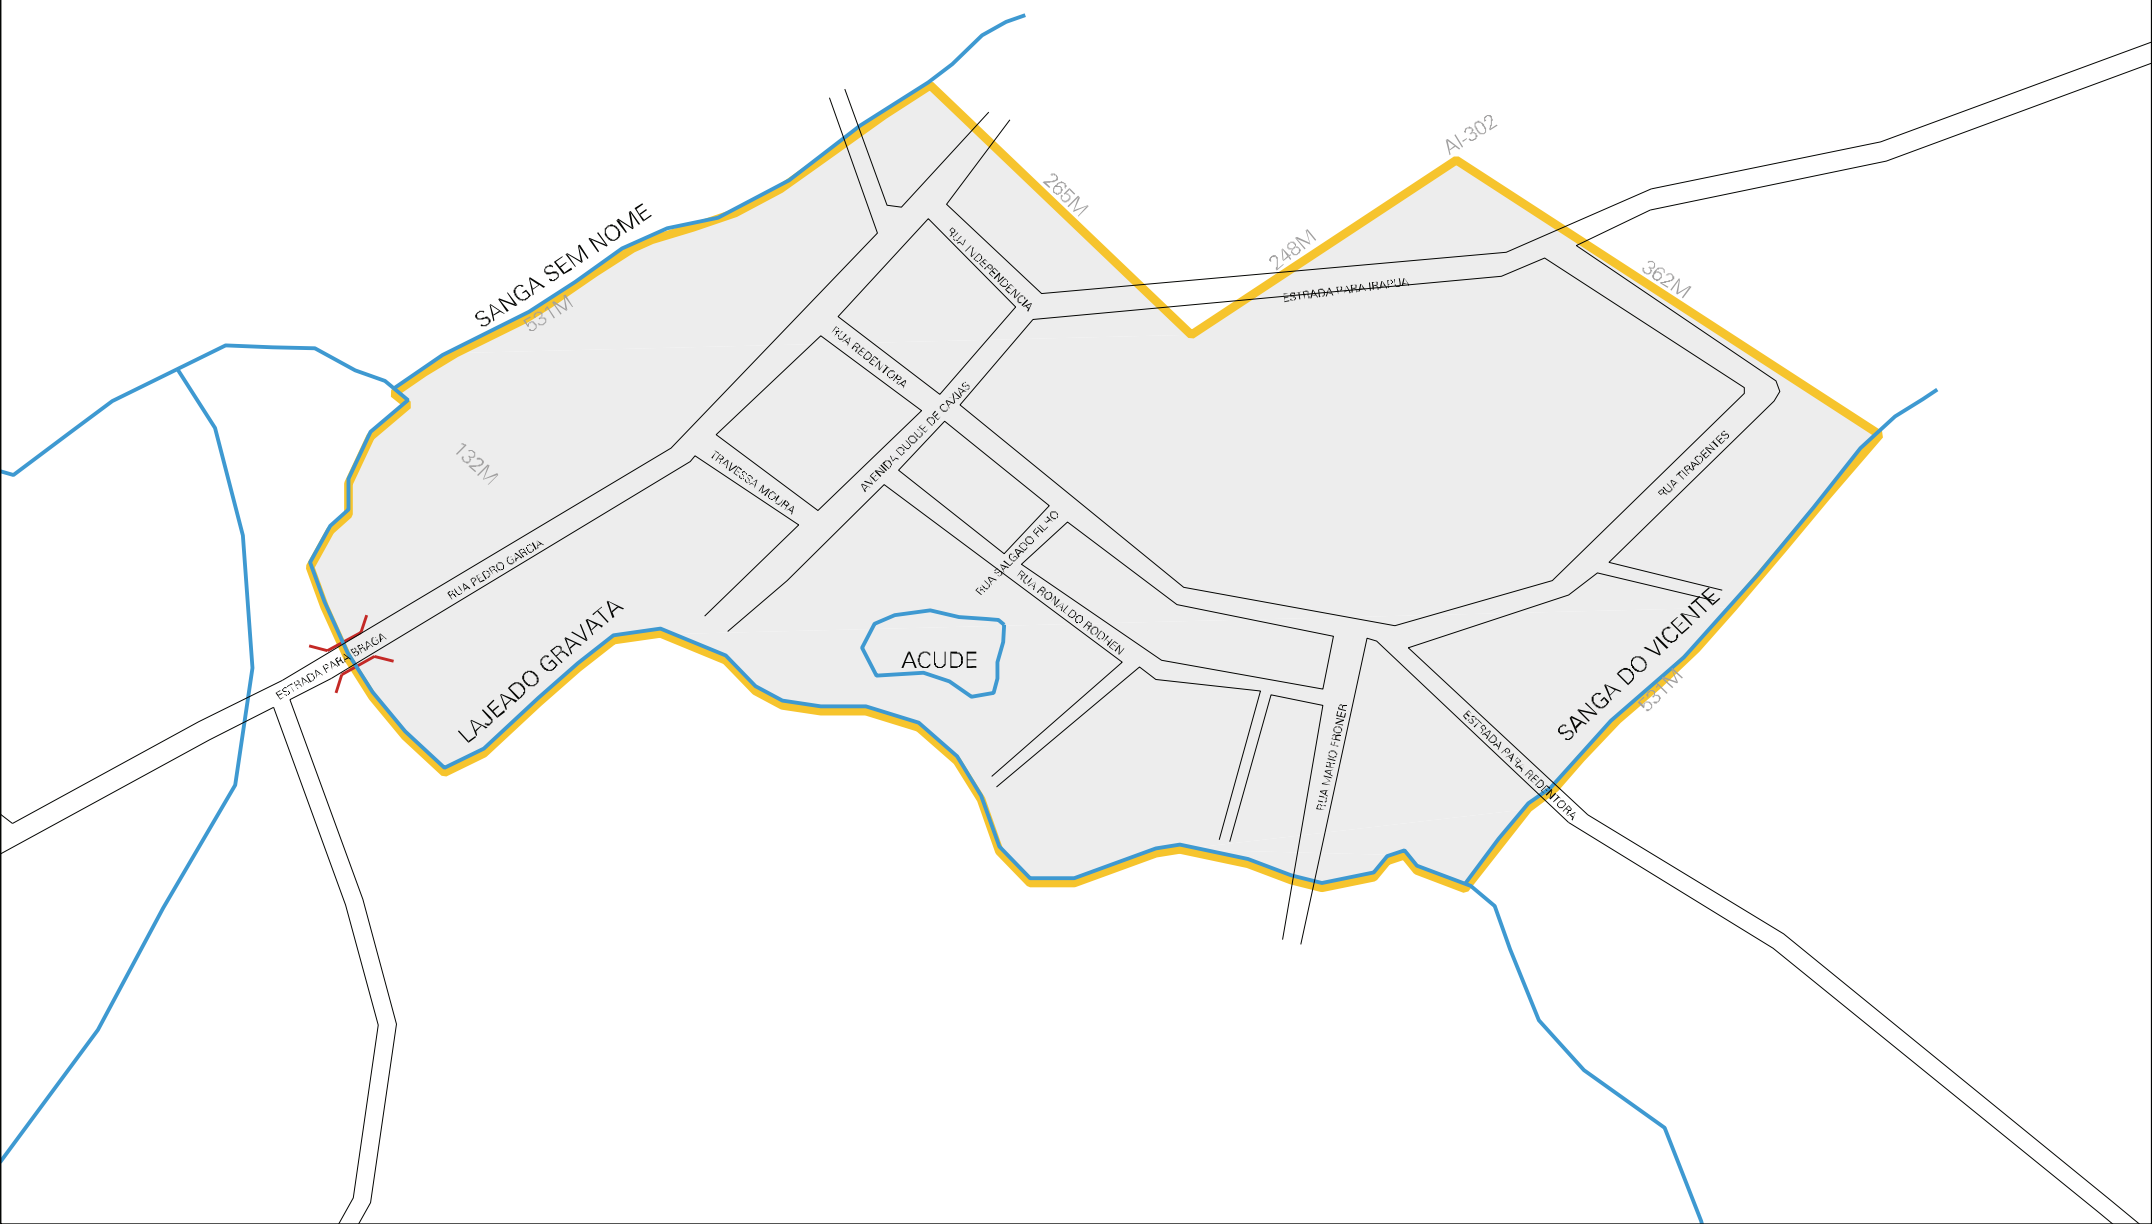 AI-302
265M
SANGA SEM NOME
531M
248M
RUA INDEPENDENCIA
362M
ESTRADA PARA IRAPUA
RUA REDENTORA
AVENIDA DUQUE DE CAXIAS
132M
TRAVESSA MOURA
RUA TIRADENTES
RUA PEDRO GARCIA
RUA SALGADO FILHO
RUA RONALDO RODHEN
ESTRADA PARA BRAGA
LAJEADO GRAVATA
ACUDE
SANGA DO VICENTE
531M
RUA MARIO FRONER
ESTRADA PARA REDENTORA